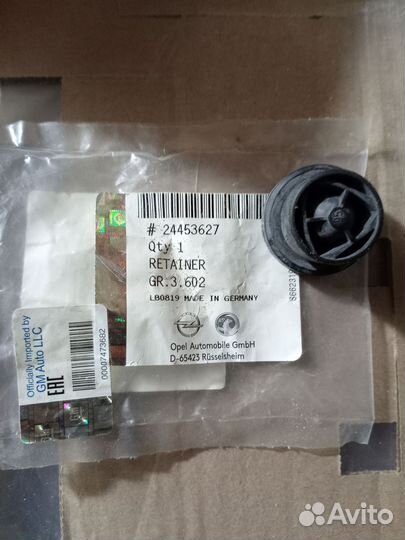 # 24453627
Qty 1
RETAINER
GR.3.602
LB0819 MADE IN GERMANY
Opel Automobile GmbH
D-65423 Rüsselsheim
Officially Imported by
GM Auto LLC
EAC
00007473682
Avito